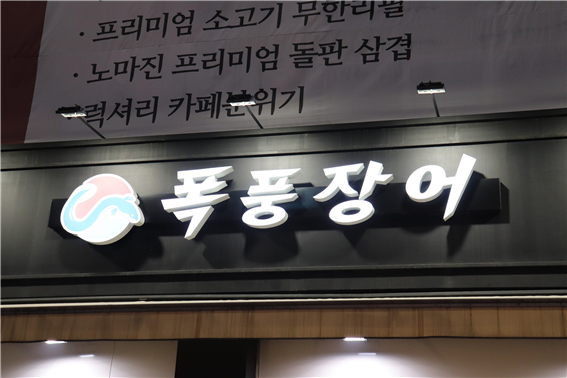 · 프리미엄 소고기 무한리필
· 노마진 프리미엄 돌판 삼겹
럭셔리 카페분위기
폭풍장어